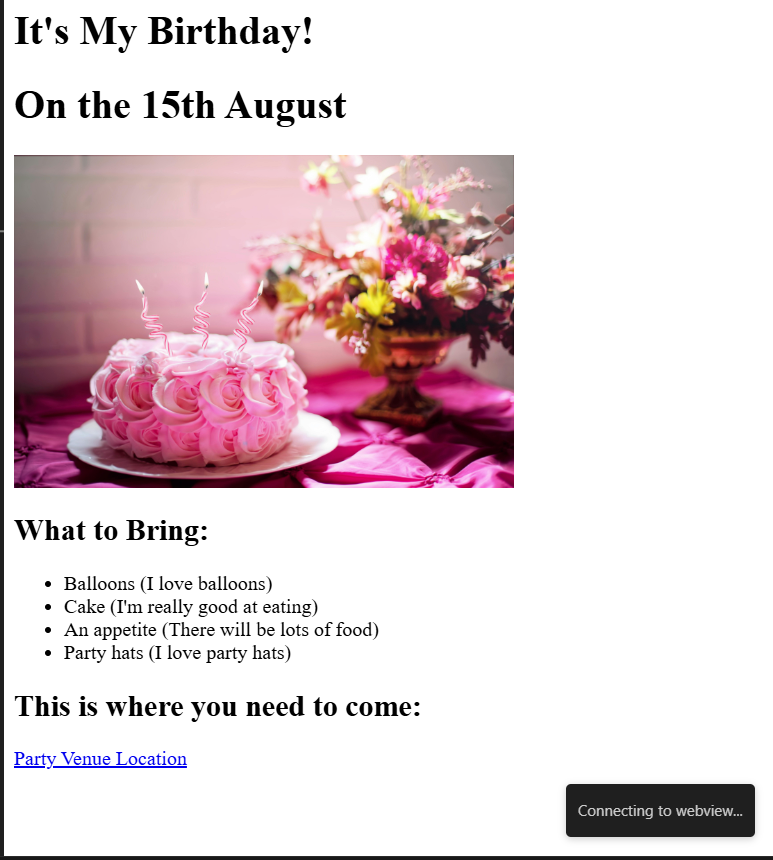 It's My Birthday!
On the 15th August
What to Bring:
Balloons (I love balloons)
Cake (I'm really good at eating)
An appetite (There will be lots of food)
Party hats (I love party hats)
This is where you need to come:
Party Venue Location
Connecting to webview...